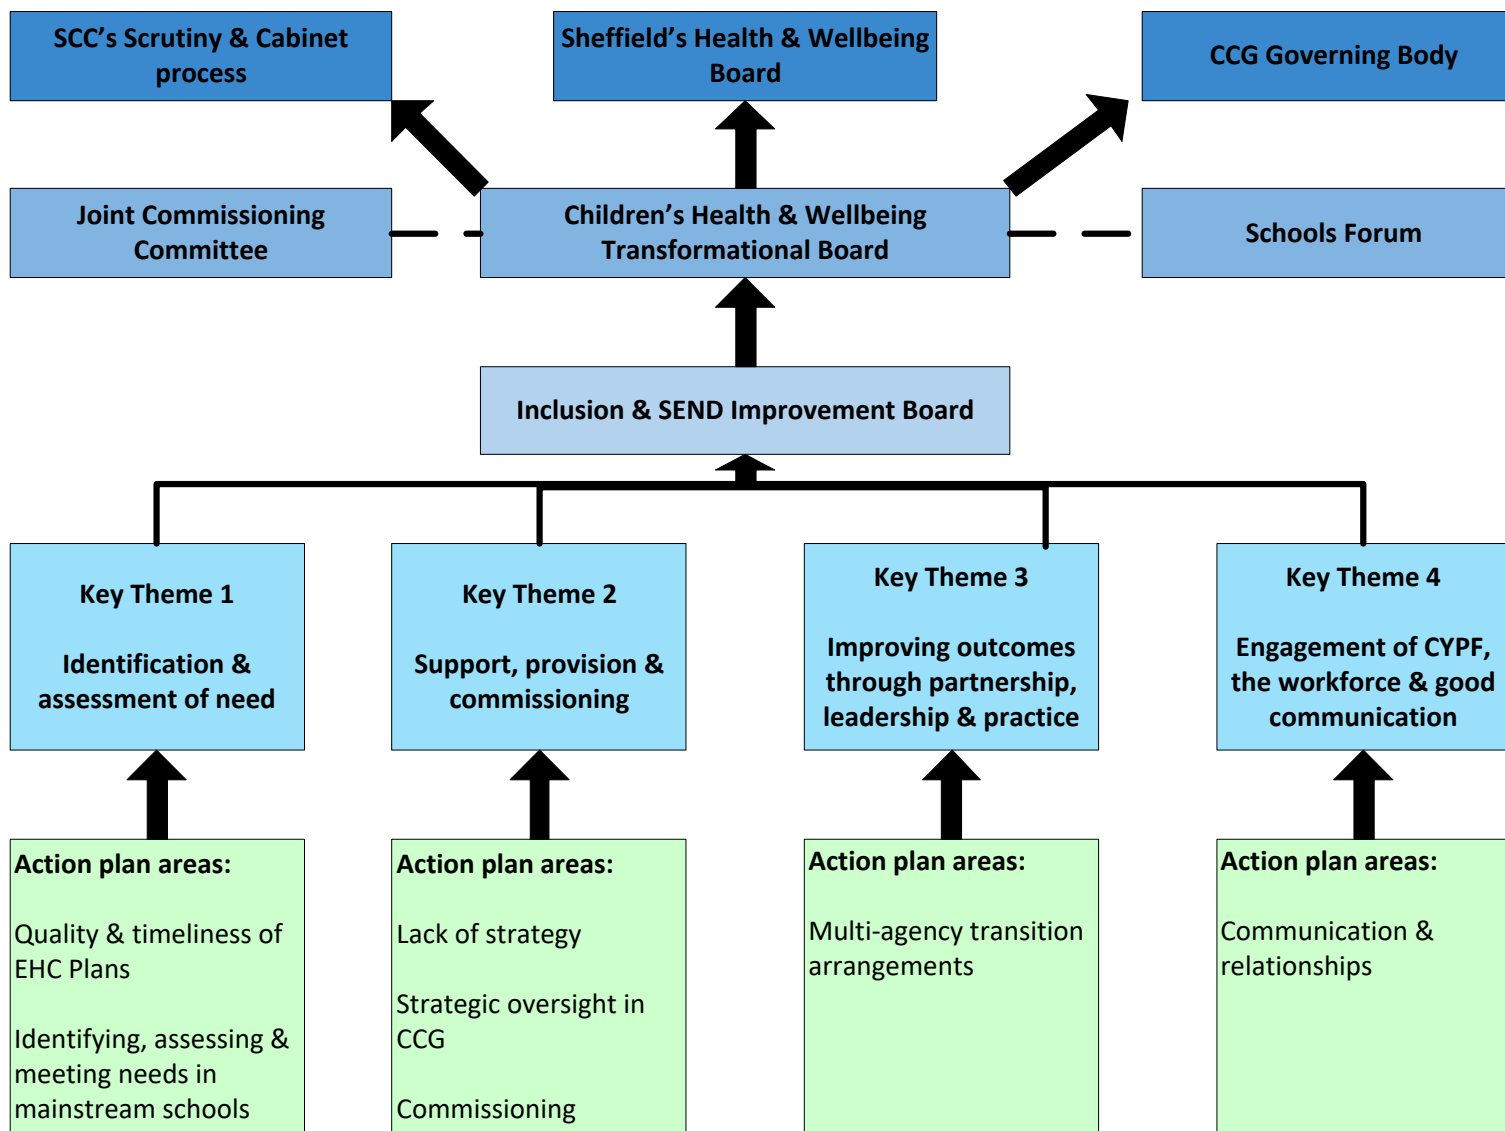 SCC's Scrutiny & Cabinet
process
Sheffield's Health & Wellbeing
Board
CCG Governing Body
Joint Commissioning
Committee
Children's Health & Wellbeing
Transformational Board
Schools Forum
Inclusion & SEND Improvement Board
Key Theme 1
Identification &
assessment of need
Key Theme 2
Support, provision &
commissioning
Key Theme 3
Improving outcomes
through partnership,
leadership & practice
Key Theme 4
Engagement of CYPF,
the workforce & good
communication
Action plan areas:
Quality & timeliness of
EHC Plans
Identifying, assessing &
meeting needs in
mainstream schools
Action plan areas:
Lack of strategy
Strategic oversight in
CCG
Commissioning
Action plan areas:
Multi-agency transition
arrangements
Action plan areas:
Communication &
relationships